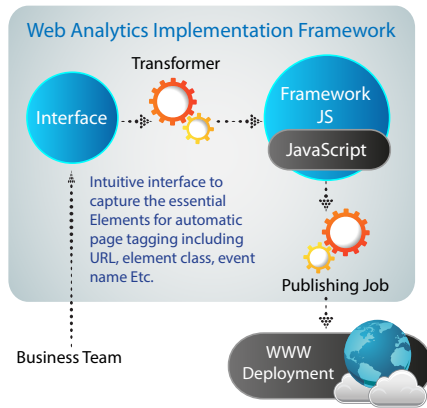 Web Analytics Implementation Framework
Transformer
Interface
Framework
JS
JavaScript
Intuitive interface to
capture the essential
Elements for automatic
page tagging including
URL, element class, event
name Etc.
Publishing Job
Business Team
WWW
Deployment